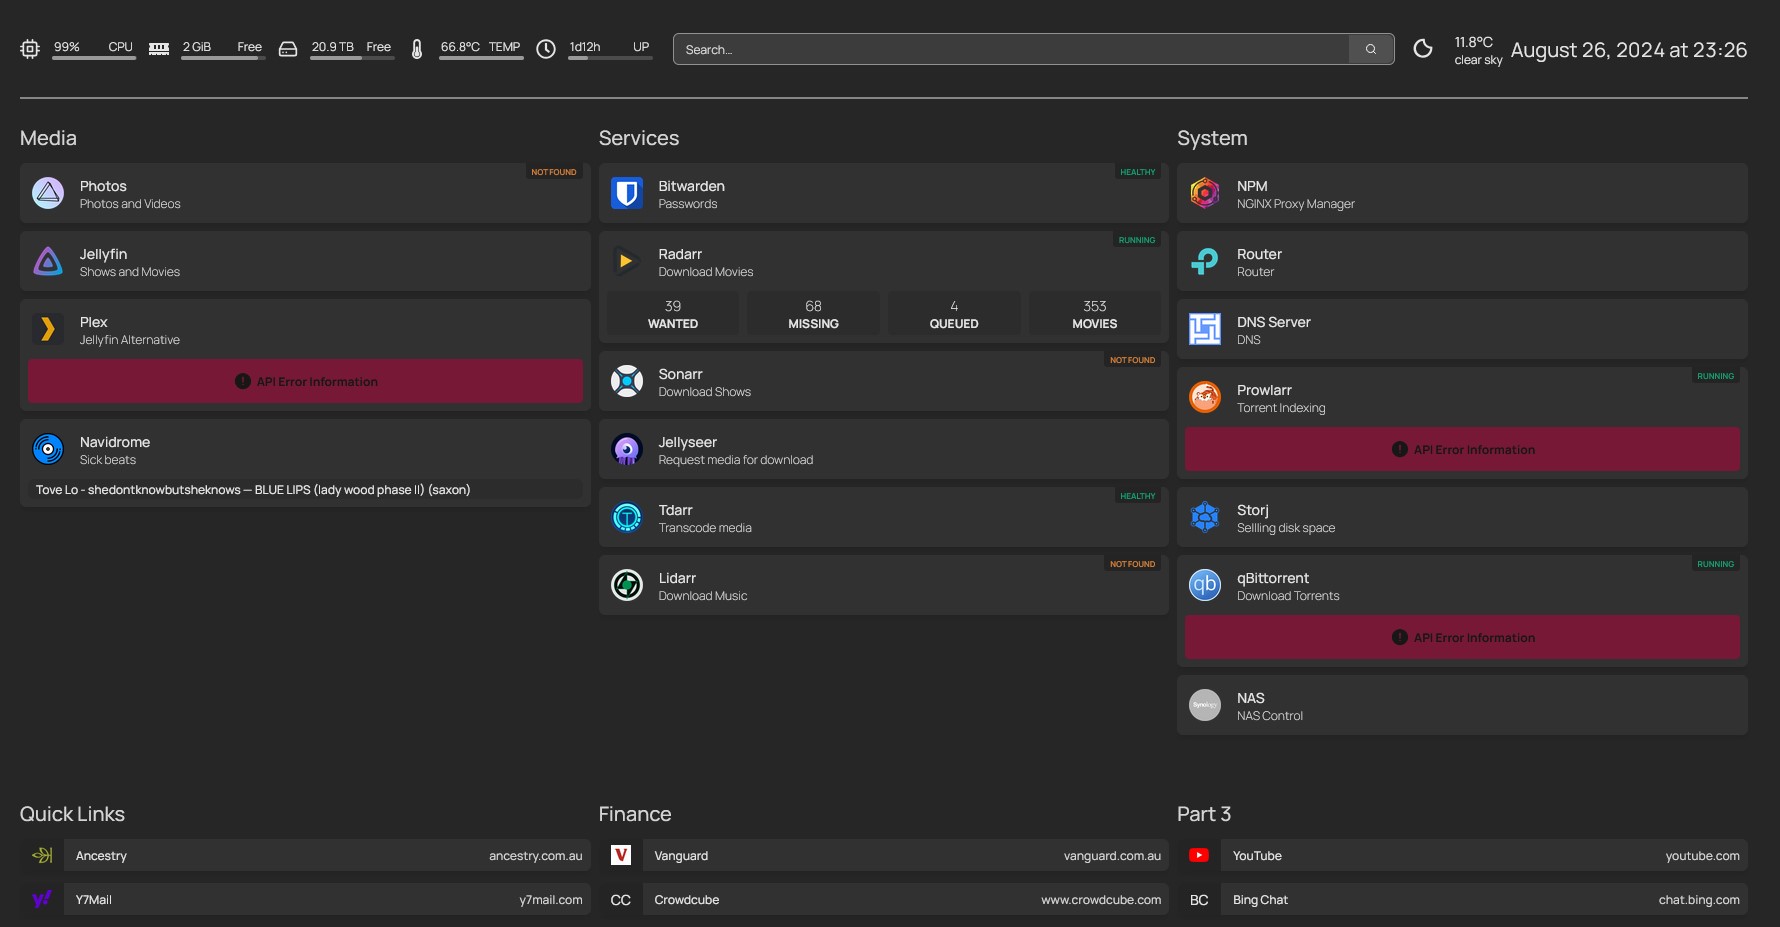 99% CPU 2 GiB Free 20.9 TB Free 66.8°C TEMP 1d12h UP Search... 11.8°C
clear sky
August 26, 2024 at 23:26
Media
NOT FOUND
Photos
Photos and Videos
Jellyfin
Shows and Movies
Plex
Jellyfin Alternative
! API Error Information
Navidrome
Sick beats
Tove Lo - shedontknowbutsheknows — BLUE LIPS (lady wood phase II) (saxon)
Services
HEALTHY
Bitwarden
Passwords
RUNNING
Radarr
Download Movies
39 68 4 353
WANTED MISSING QUEUED MOVIES
NOT FOUND
Sonarr
Download Shows
Jellyseer
Request media for download
HEALTHY
Tdarr
Transcode media
NOT FOUND
Lidarr
Download Music
System
NPM
NGINX Proxy Manager
Router
Router
DNS Server
DNS
RUNNING
Prowlarr
Torrent Indexing
! API Error Information
Storj
Sellling disk space
RUNNING
qb
qBittorrent
Download Torrents
! API Error Information
Synology
NAS
NAS Control
Quick Links
Ancestry ancestry.com.au
y! Y7Mail y7mail.com
Finance
V Vanguard vanguard.com.au
CC Crowdcube www.crowdcube.com
Part 3
YouTube youtube.com
BC Bing Chat chat.bing.com